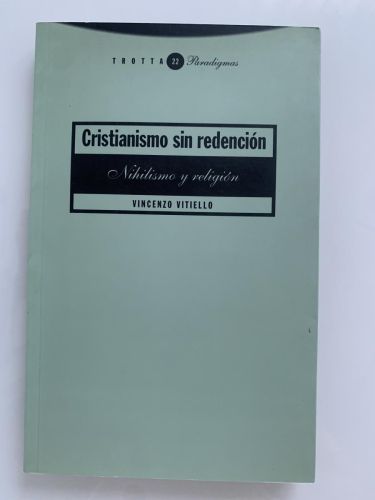 TROTTA 22 Paradigmas
Cristianismo sin redención
Nihilismo y religión
VINCENZO VITIELLO